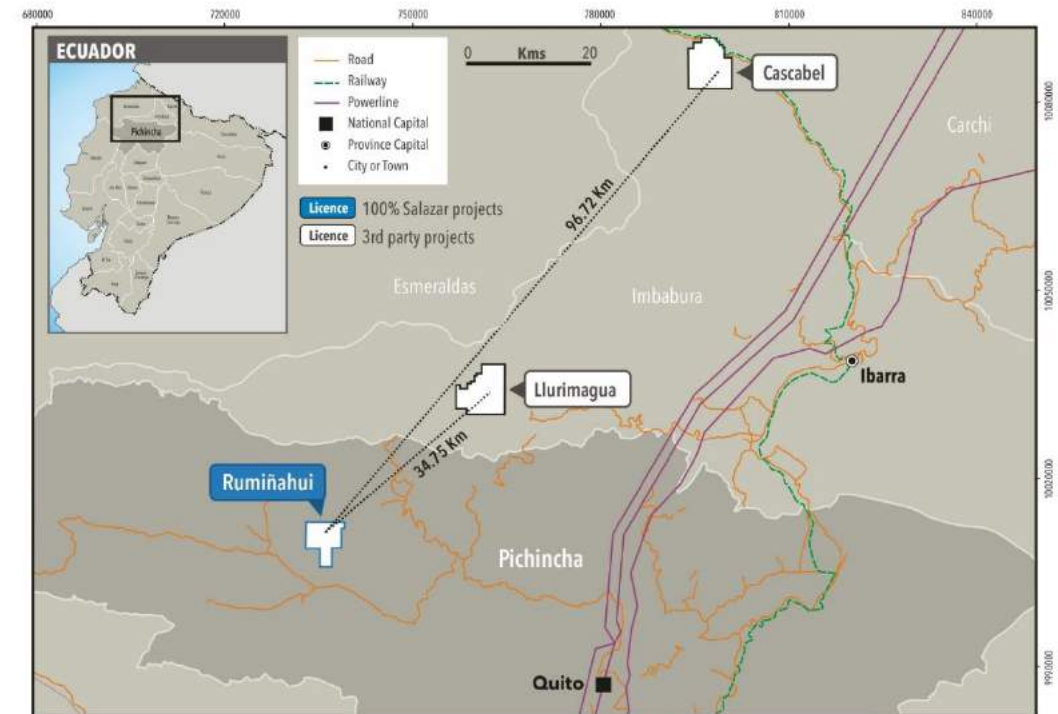 680000
720000
750000
780000
810000
840000
ECUADOR
Pichincha
Road
Railway
Powerline
National Capital
Province Capital
City or Town
Licence 100% Salazar projects
Licence 3rd party projects
0 Kms 20
Cascabel
Carchi
10080000
96.72 Km
Esmeraldas
Imbabura
10050000
Ibarra
Llurimagua
34.75 Km
Rumiñahui
10020000
Pichincha
Quito
9990000